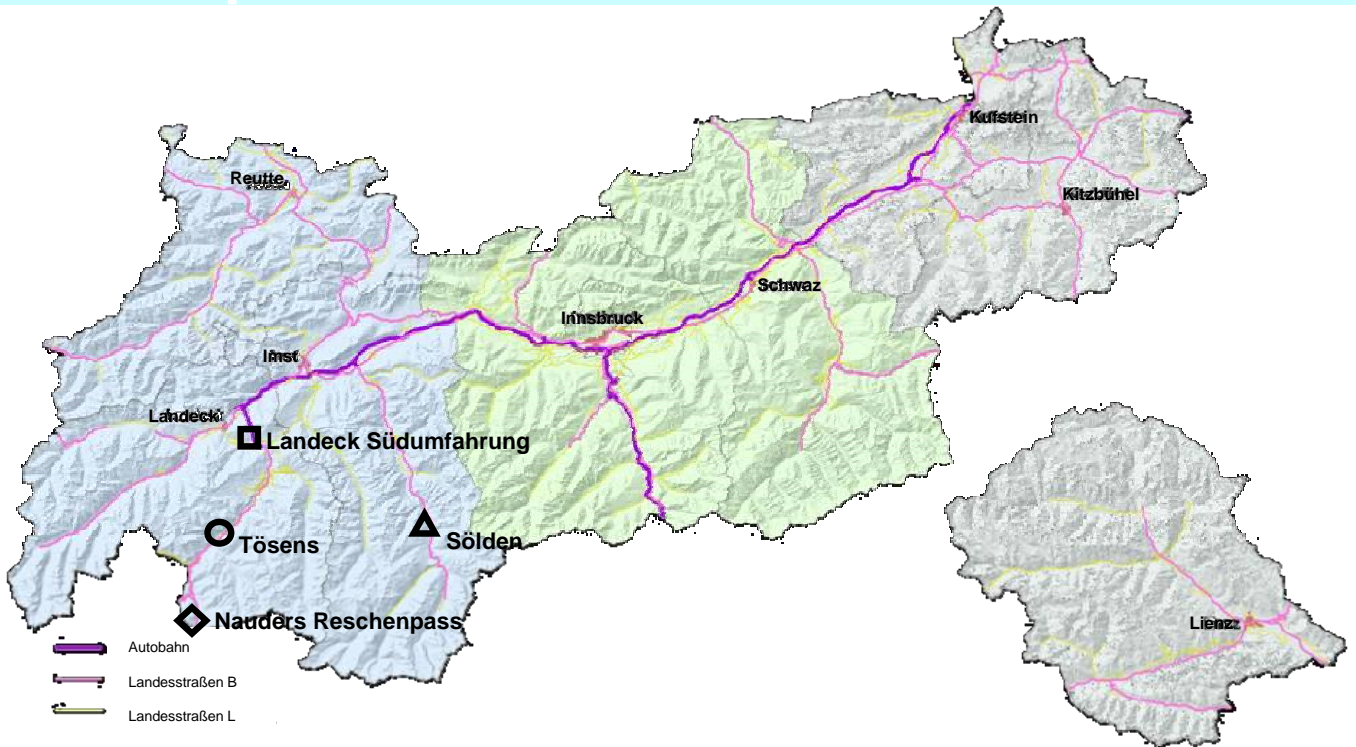 Kufstein
Reutte
Kitzbühel
Schwaz
Innsbruck
Imst
Landeck
Landeck Südumfahrung
Tösens
Sölden
Nauders Reschenpass
Lienz
Autobahn
Landesstraßen B
Landesstraßen L